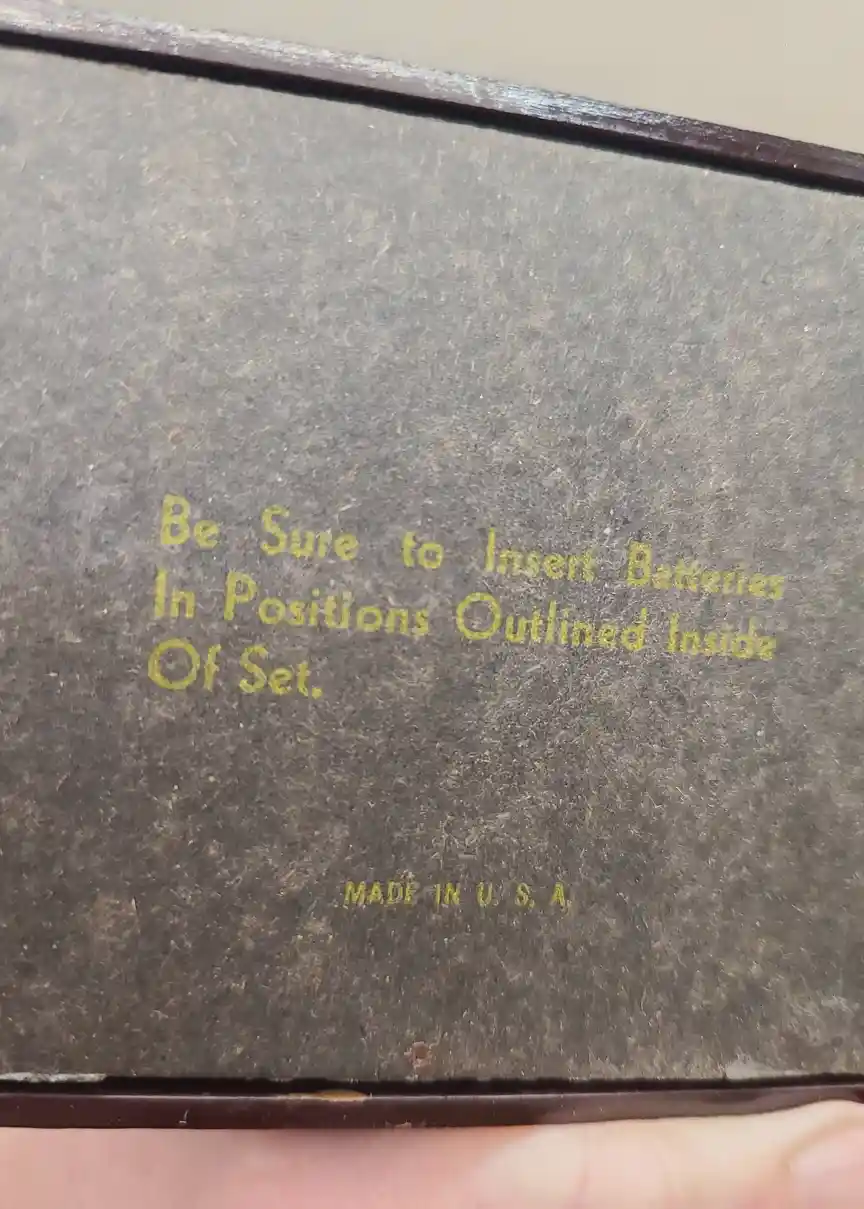 Be Sure to Insert Batteries
In Positions Outlined Inside
Of Set.
MADE IN U. S. A.